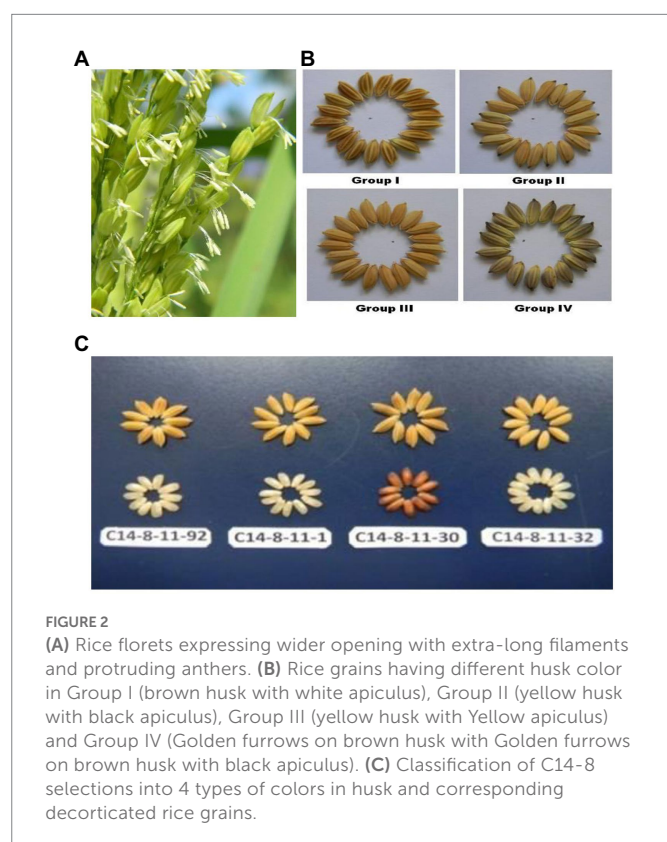 A
B
Group I
Group II
Group III
Group IV
C
C14-8-11-92
C14-8-11-1
C14-8-11-30
C14-8-11-32
FIGURE 2
(A) Rice florets expressing wider opening with extra-long filaments
and protruding anthers. (B) Rice grains having different husk color
in Group I (brown husk with white apiculus), Group II (yellow husk
with black apiculus), Group III (yellow husk with Yellow apiculus)
and Group IV (Golden furrows on brown husk with Golden furrows
on brown husk with black apiculus). (C) Classification of C14-8
selections into 4 types of colors in husk and corresponding
decorticated rice grains.